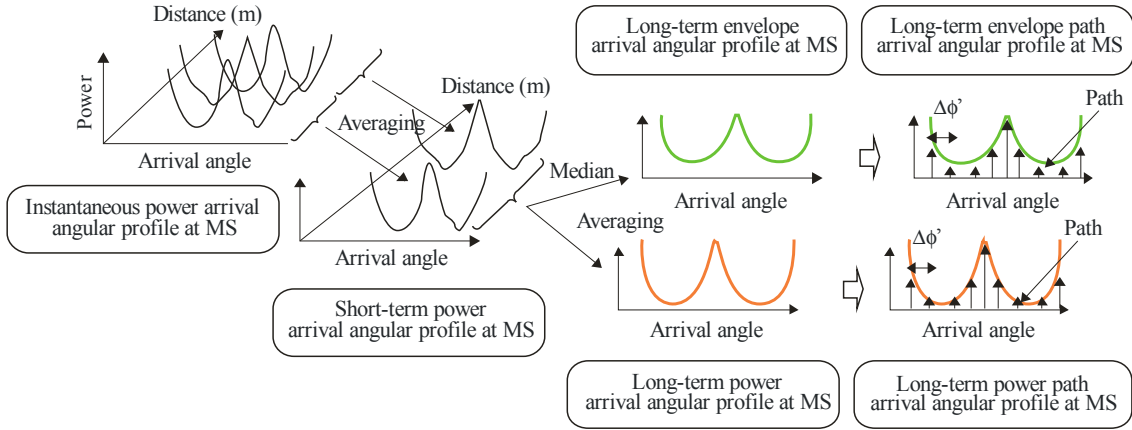 Distance (m)
Power
Arrival angle
Instantaneous power arrival
angular profile at MS
Averaging
Distance (m)
Arrival angle
Short-term power
arrival angular profile at MS
Median
Averaging
Long-term envelope
arrival angular profile at MS
Arrival angle
Long-term envelope path
arrival angular profile at MS
Δϕ’
Path
Arrival angle
Arrival angle
Long-term power
arrival angular profile at MS
Δϕ’
Path
Arrival angle
Long-term power path
arrival angular profile at MS